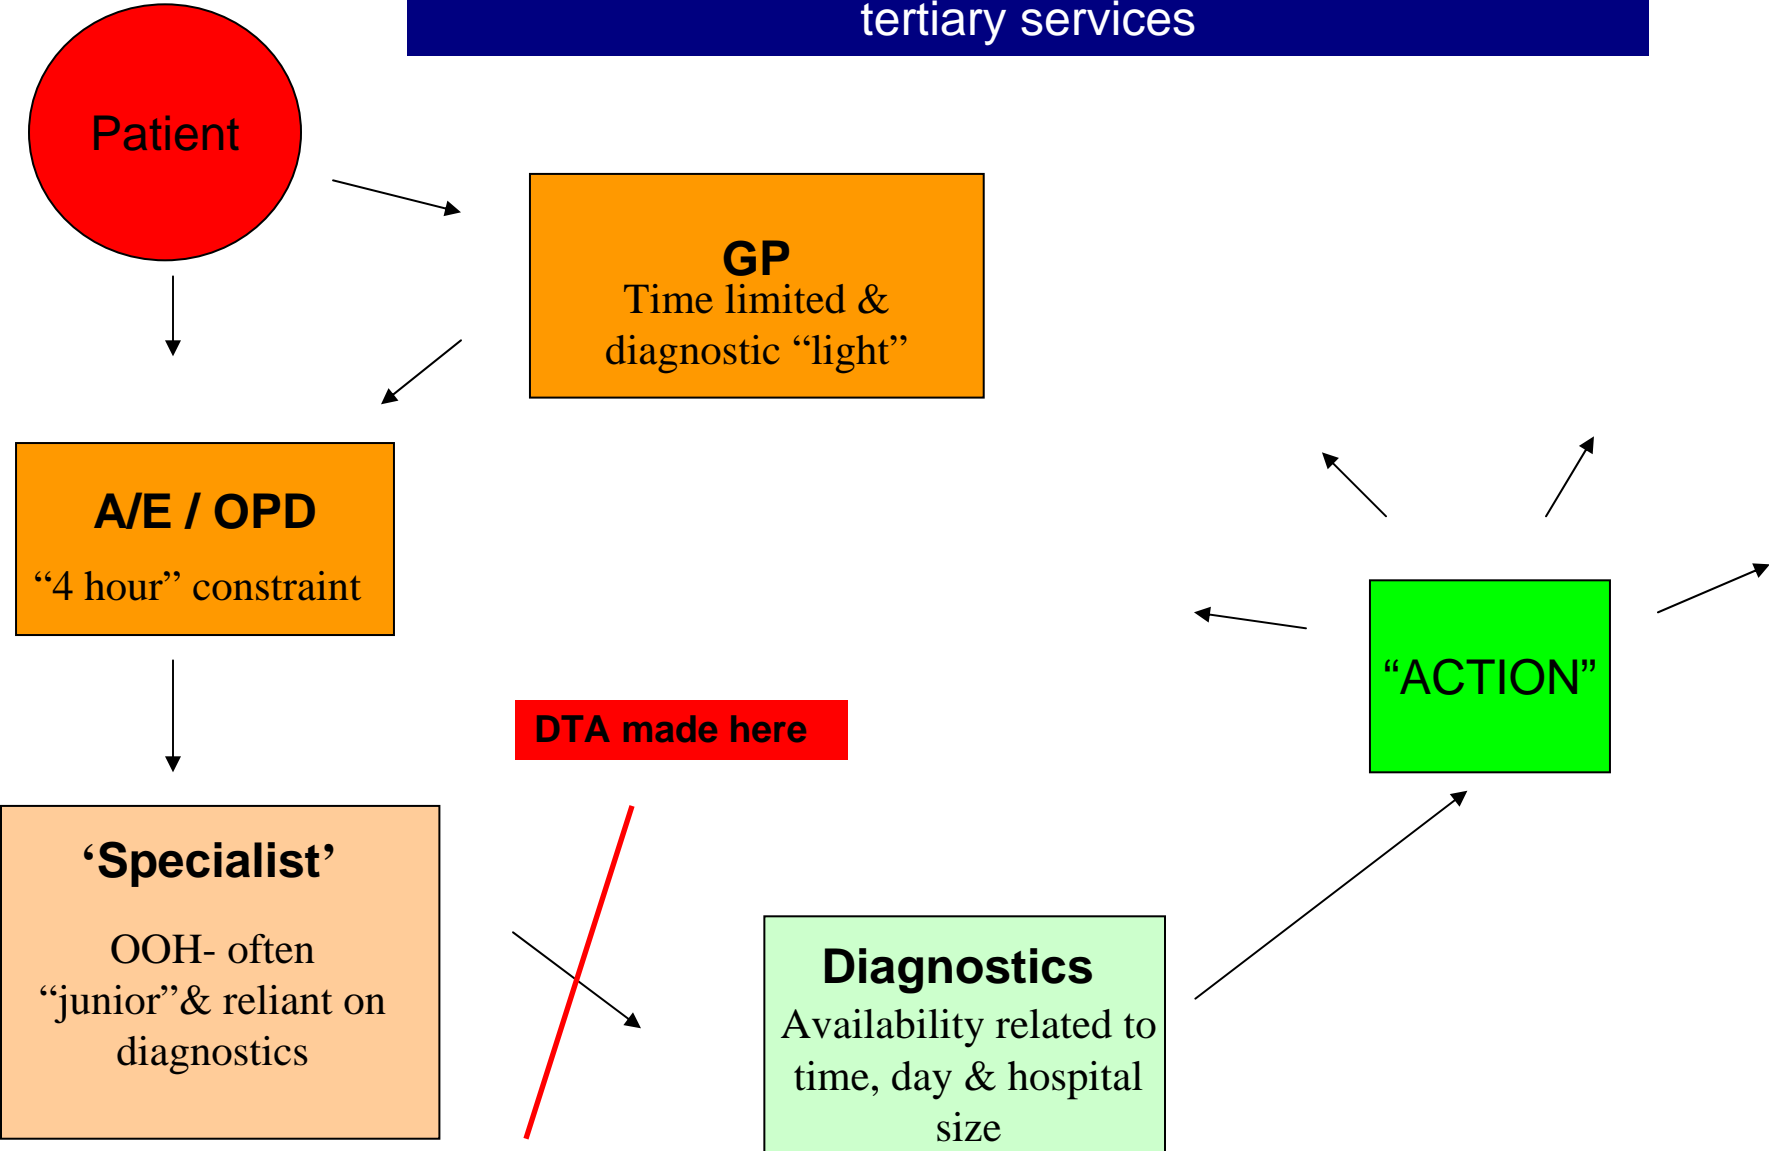 tertiary services
Patient
GP
Time limited &
diagnostic “light”
A/E / OPD
“4 hour” constraint
“ACTION”
DTA made here
‘Specialist’
OOH- often
“junior”& reliant on
diagnostics
Diagnostics
Availability related to
time, day & hospital
size